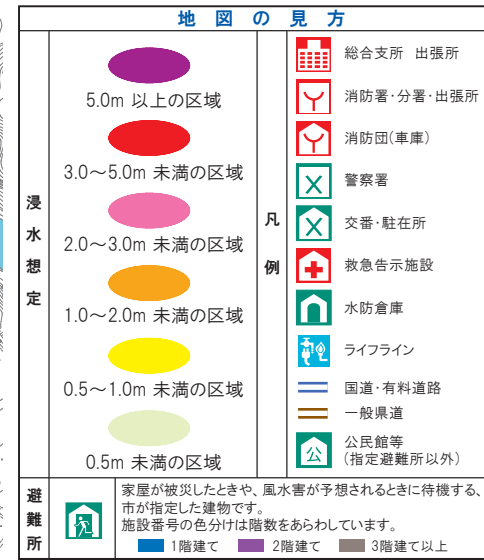 地図の見方
浸水想定
5.0m 以上の区域
3.0～5.0m 未満の区域
2.0～3.0m 未満の区域
1.0～2.0m 未満の区域
0.5～1.0m 未満の区域
0.5m 未満の区域
凡例
総合支所 出張所
消防署・分署・出張所
消防団(車庫)
警察署
交番・駐在所
救急告示施設
水防倉庫
ライフライン
国道・有料道路
一般県道
公
公民館等
(指定避難所以外)
避難所
家屋が被災したときや、風水害が予想されるときに待機する、
市が指定した建物です。
施設番号の色分けは階数をあらわしています。
1階建て 2階建て 3階建て以上